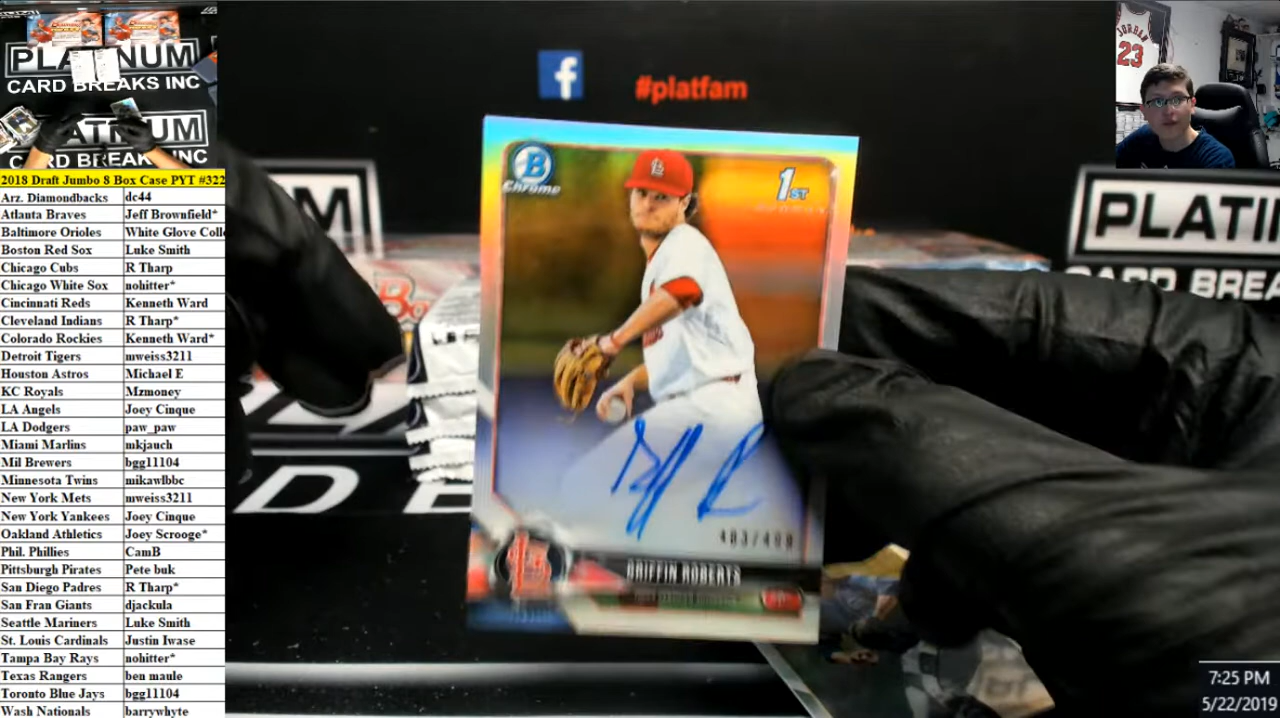 PLATINUM
CARD BREAKS INC
PLATINUM
CARD BREAKS INC
2018 Draft Jumbo 8 Box Case PYT #322
Arz. Diamondbacks dc44
Atlanta Braves Jeff Brownfield*
Baltimore Orioles White Glove Coll
Boston Red Sox Luke Smith
Chicago Cubs R Tharp
Chicago White Sox nohitter*
Cincinnati Reds Kenneth Ward
Cleveland Indians R Tharp*
Colorado Rockies Kenneth Ward*
Detroit Tigers mweiss3211
Houston Astros Michael E
KC Royals Mzmoney
LA Angels Joey Cinque
LA Dodgers paw_paw
Miami Marlins mkjauch
Mil Brewers bgg11104
Minnesota Twins mikawlbbc
New York Mets mweiss3211
New York Yankees Joey Cinque
Oakland Athletics Joey Scrooge*
Phil. Phillies CamB
Pittsburgh Pirates Pete buk
San Diego Padres R Tharp*
San Fran Giants djackula
Seattle Mariners Luke Smith
St. Louis Cardinals Justin Iwase
Tampa Bay Rays nohitter*
Texas Rangers ben maule
Toronto Blue Jays bgg11104
Wash Nationals barrywhyte
f
#platfam
B
Chrome
1ST
GRIFFIN ROBERTS
M
D E
PLATI
CARD BREA
JORDAN
23
7:25 PM
5/22/2019